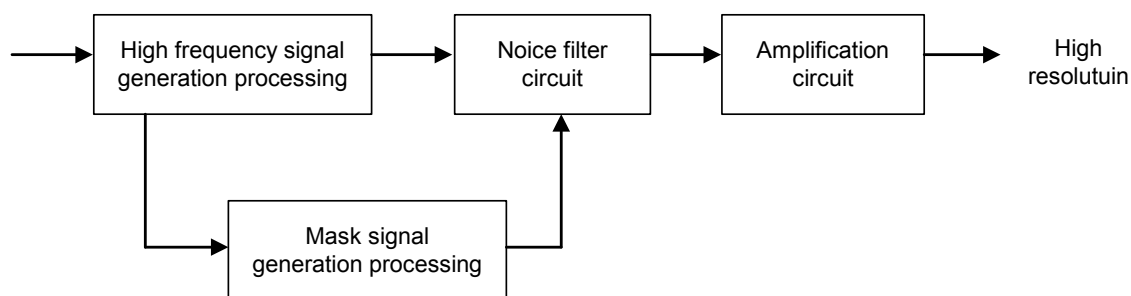 High frequency signal
generation processing
Noice filter
circuit
Amplification
circuit
High
resolutuin
Mask signal
generation processing